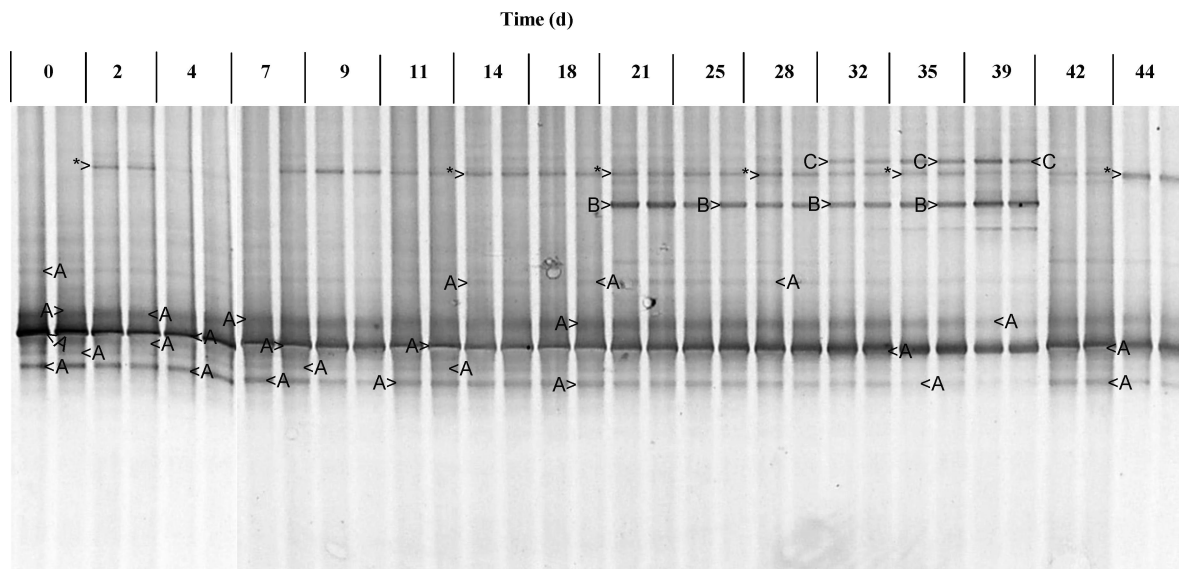 Time (d)
0 2 4 7 9 11 14 18 21 25 28 32 35 39 42 44
C> C> <C
*> *> *> *> *> *>
B> B> B> B>
<A
A> <A <A
A> <A A> A> <A
<A <A A> A> <A <A
<A <A <A <A
<A <A <A A> A> <A <A